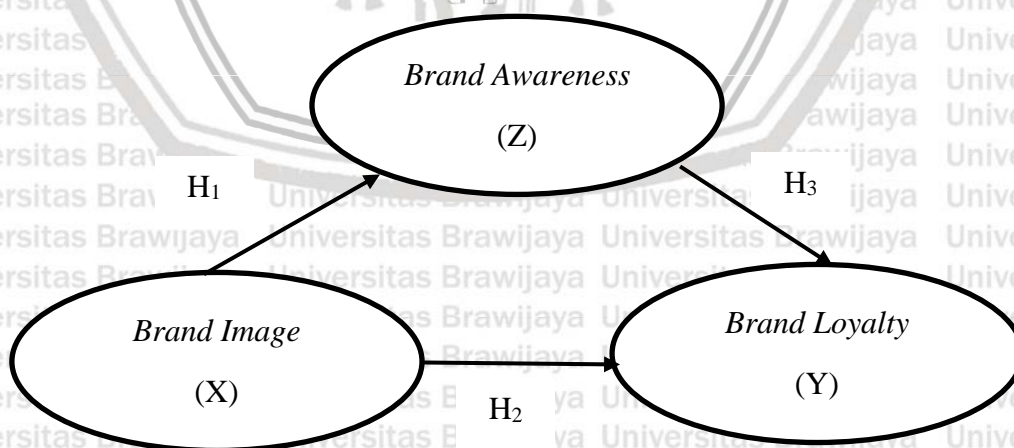 Brand Awareness
(Z)
H₁
H₃
Brand Image
(X)
Brand Loyalty
(Y)
H₂